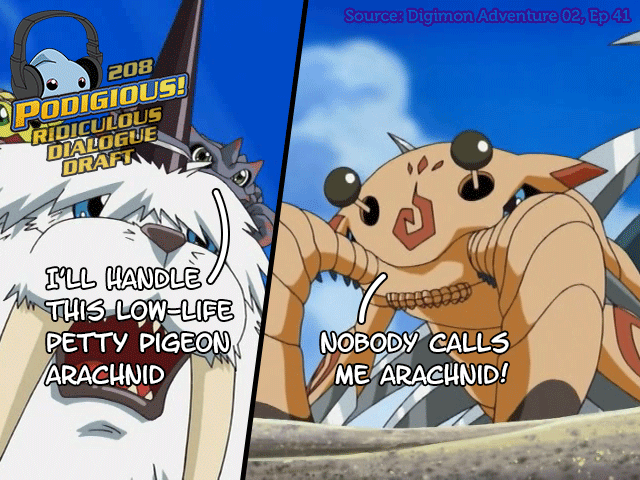 Source: Digimon Adventure 02, Ep 41
208
PODIGIOUS!
RIDICULOUS
DIALOGUE
DRAFT
I'LL HANDLE
THIS LOW-LIFE
PETTY PIGEON
ARACHNID
NOBODY CALLS
ME ARACHNID!